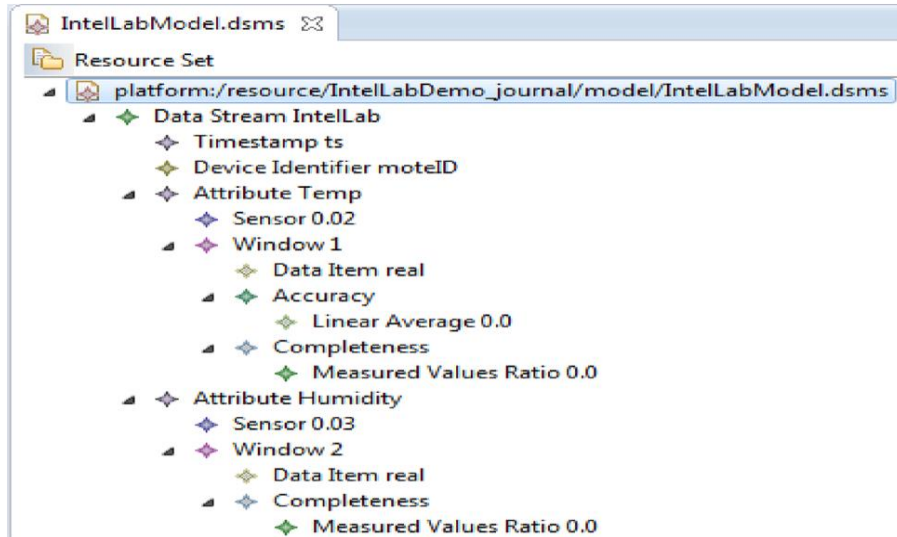 IntelLabModel.dsms
Resource Set
platform:/resource/IntelLabDemo_journal/model/IntelLabModel.dsms
Data Stream IntelLab
Timestamp ts
Device Identifier moteID
Attribute Temp
Sensor 0.02
Window 1
Data Item real
Accuracy
Linear Average 0.0
Completeness
Measured Values Ratio 0.0
Attribute Humidity
Sensor 0.03
Window 2
Data Item real
Completeness
Measured Values Ratio 0.0